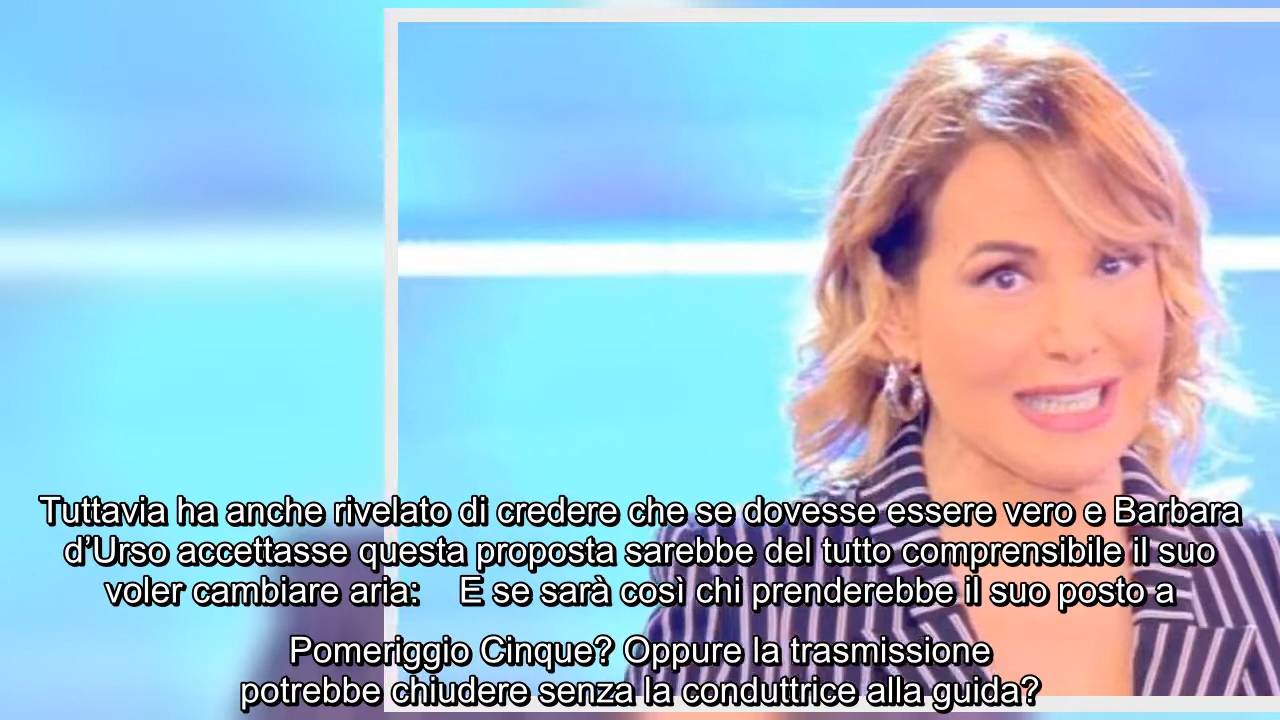 Tuttavia ha anche rivelato di credere che se dovesse essere vero e Barbara
d’Urso accettasse questa proposta sarebbe del tutto comprensibile il suo
voler cambiare aria: E se sarà così chi prenderebbe il suo posto a
Pomeriggio Cinque? Oppure la trasmissione
potrebbe chiudere senza la conduttrice alla guida?